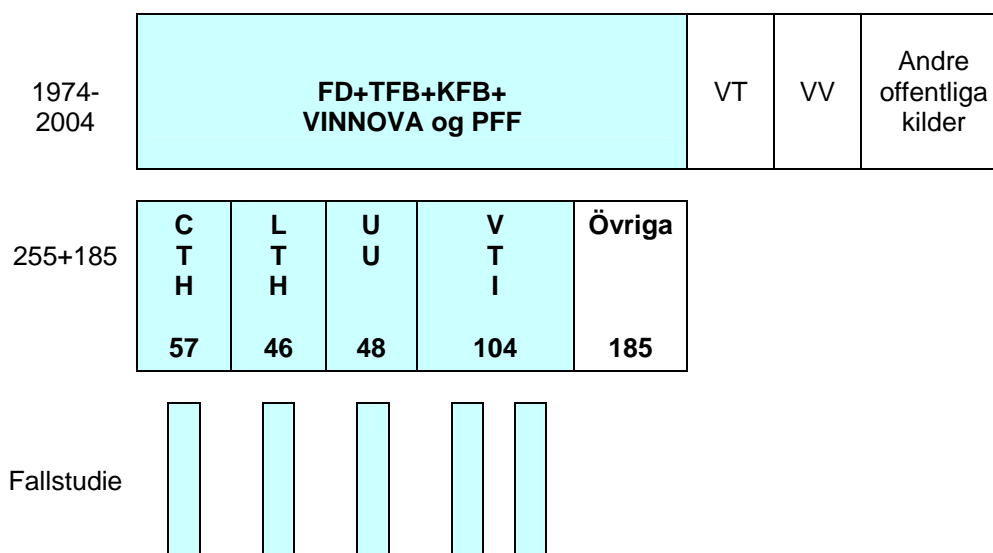 1974-
2004
FD+TFB+KFB+
VINNOVA og PFF
VT
VV
Andre
offentliga
kilder
255+185
C
T
H
57
L
T
H
46
U
U
48
V
T
I
104
Övriga
185
Fallstudie